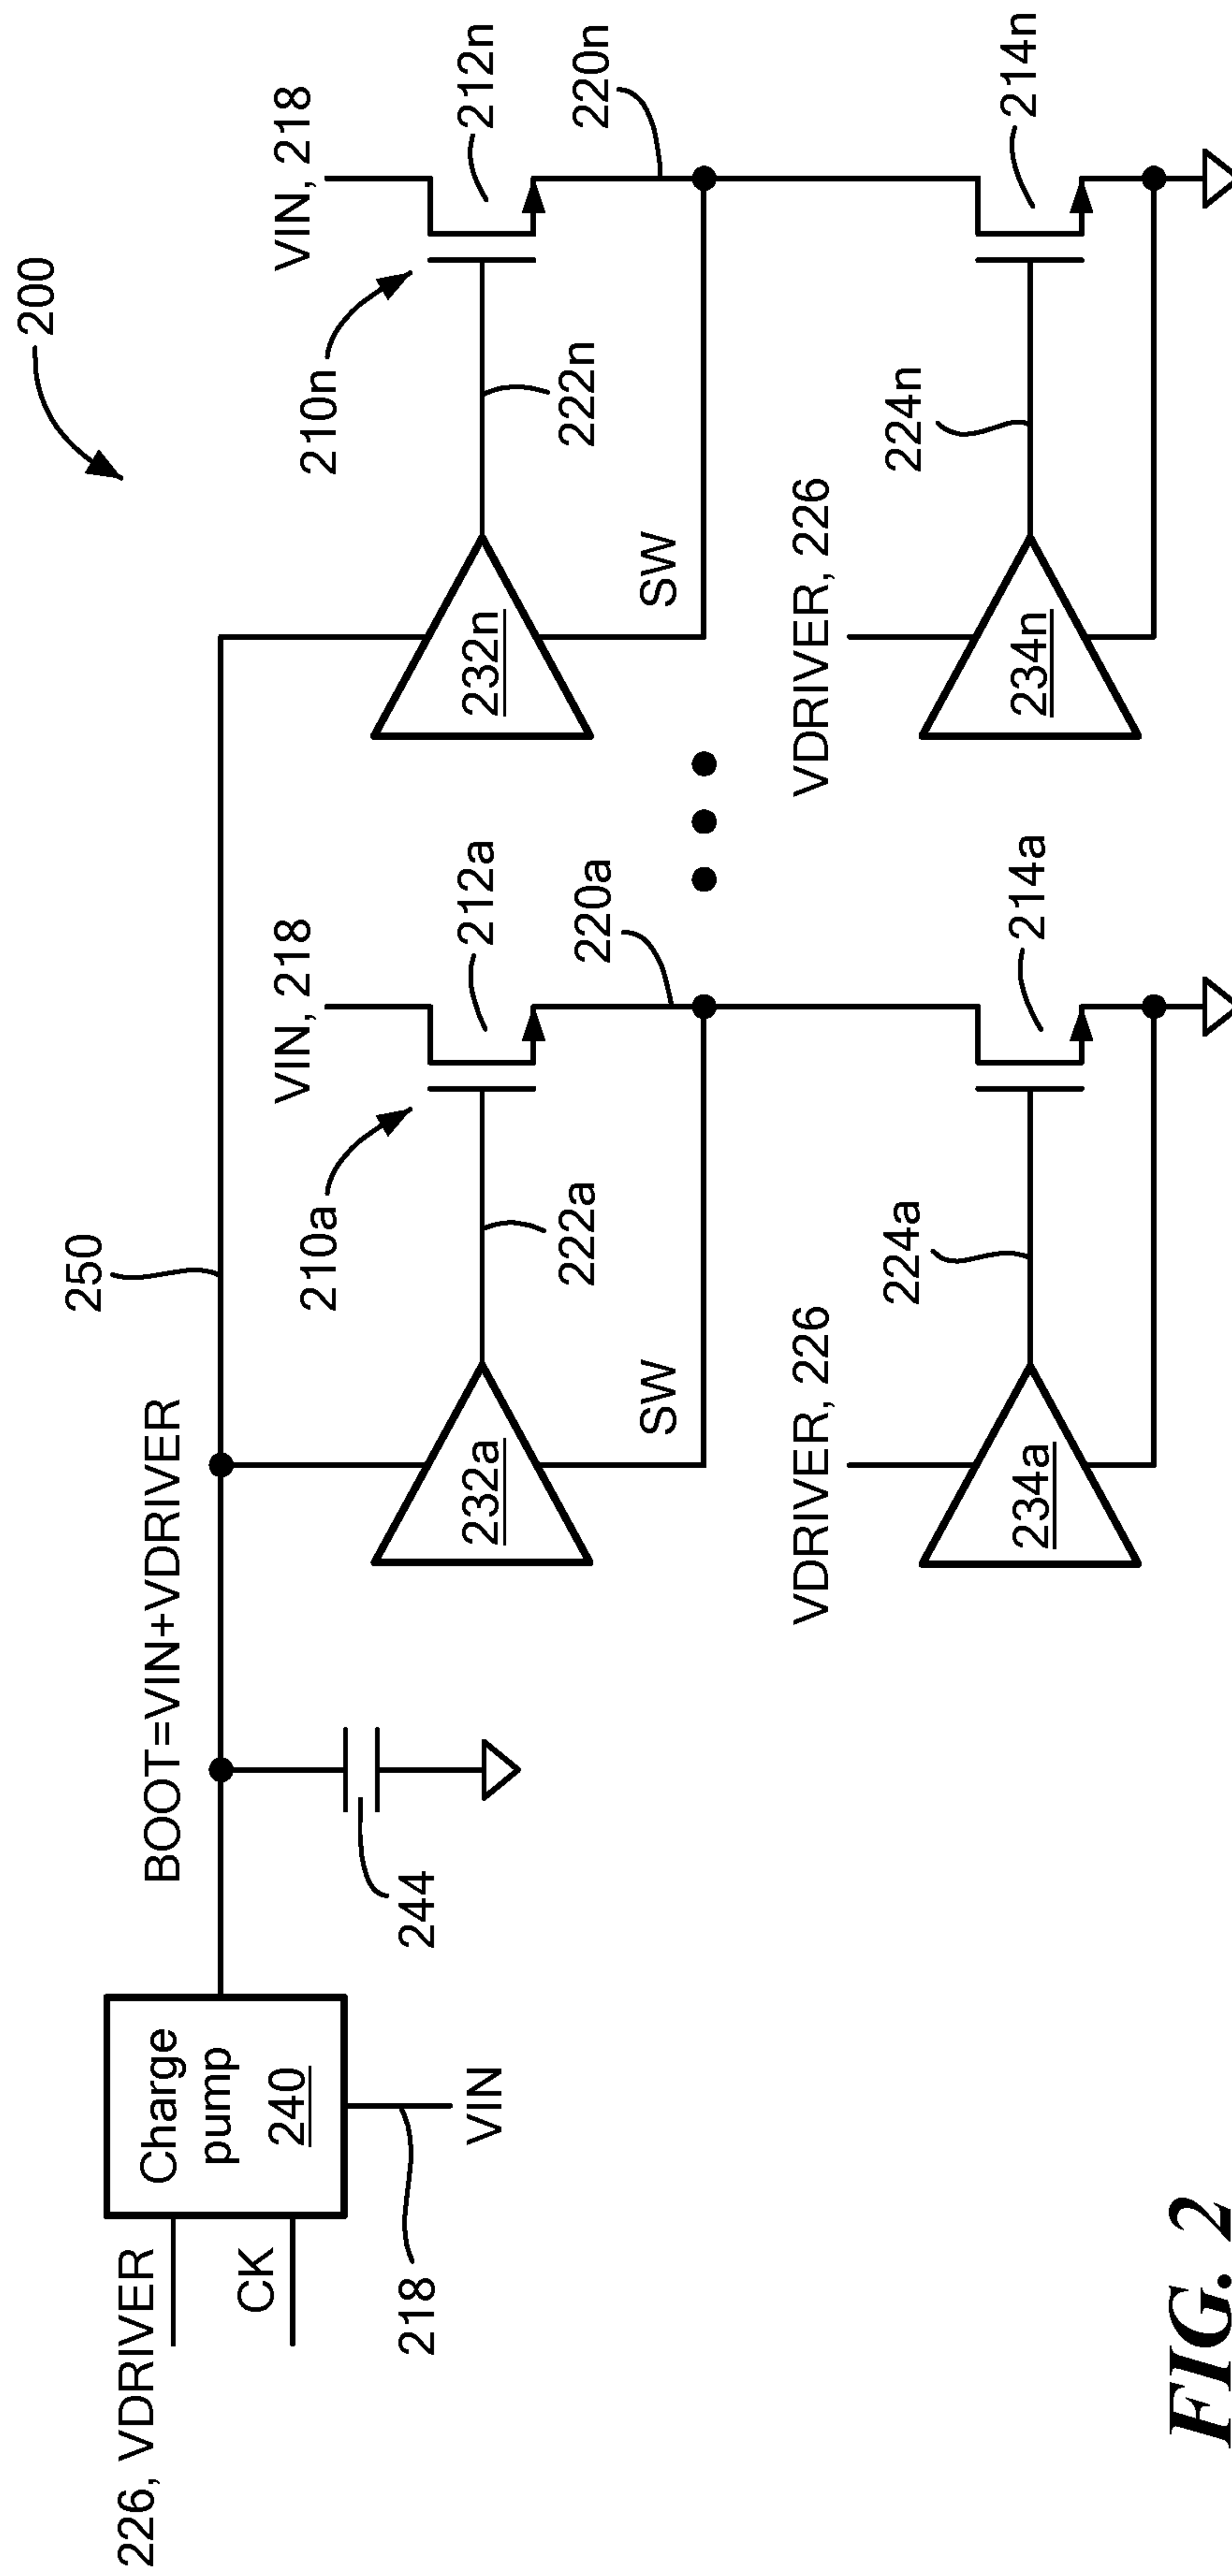 200
250
BOOT=VIN+VDRIVER
226, VDRIVER
CK
Charge
pump
240
218
VIN
244
VIN, 218
210a
212a
222a
232a
SW
220a
VDRIVER, 226
224a
234a
214a
VIN, 218
210n
212n
222n
232n
SW
220n
VDRIVER, 226
224n
234n
214n
FIG. 2